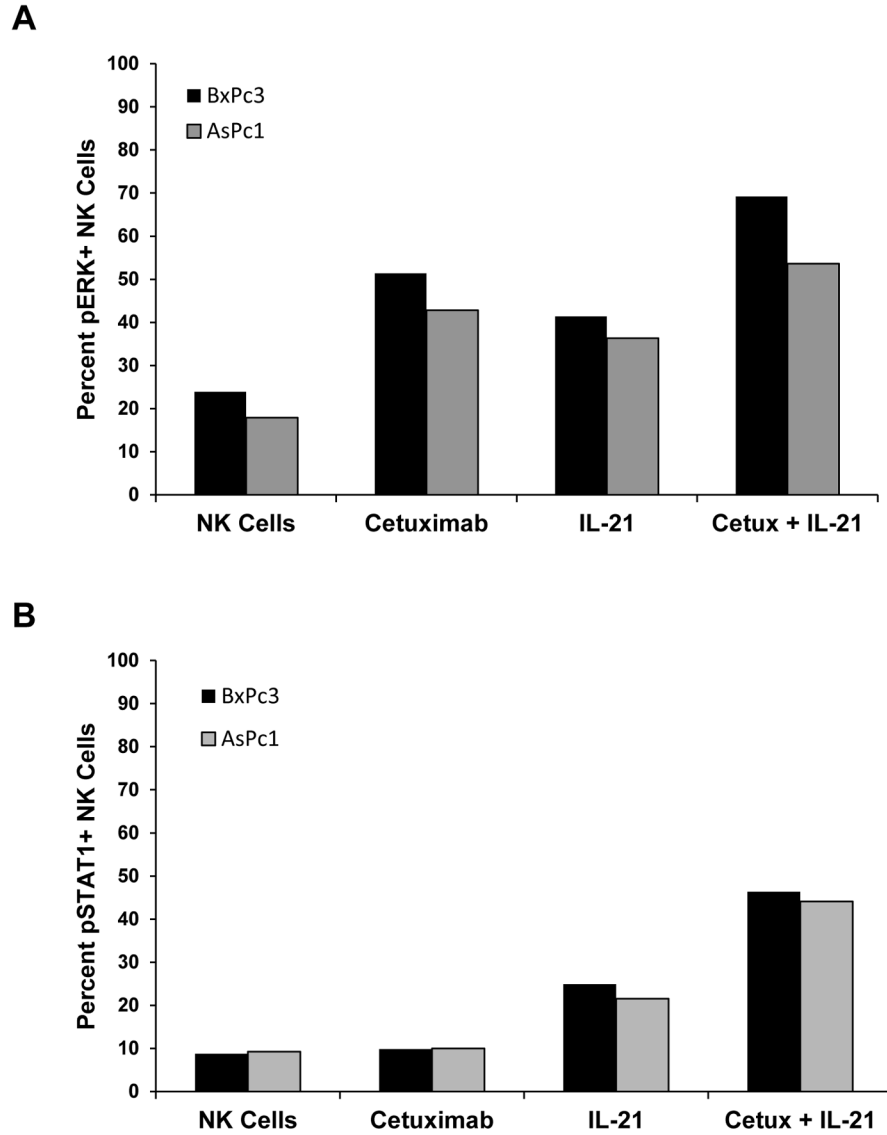 A
Percent pERK+ NK Cells
100
90
80
70
60
50
40
30
20
10
0
BxPc3
AsPc1
NK Cells Cetuximab IL-21 Cetux + IL-21
B
Percent pSTAT1+ NK Cells
100
90
80
70
60
50
40
30
20
10
0
BxPc3
AsPc1
NK Cells Cetuximab IL-21 Cetux + IL-21